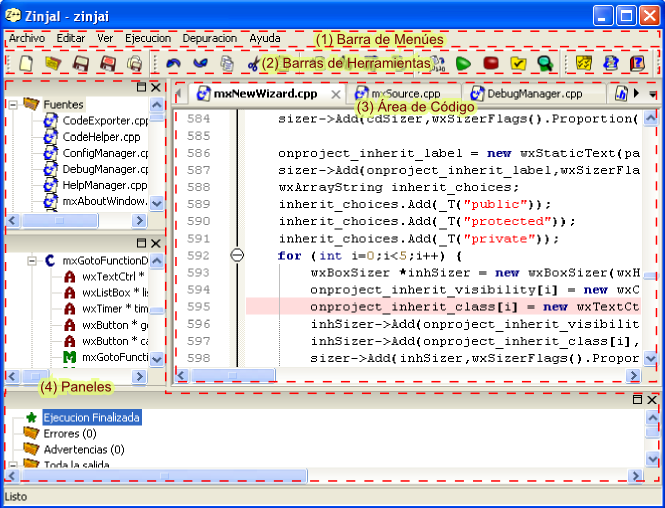 ZinjaI - zinjai
Archivo Editar Ver Ejecucion Depuracion Ayuda
(1) Barra de Menúes
(2) Barras de Herramientas
Fuentes
CodeExporter.cpp
CodeHelper.cpp
ConfigManager.cpp
DebugManager.cpp
HelpManager.cpp
mxAboutWindow.
mxGotoFunctionD
wxTextCtrl *
wxListBox * lis
wxTimer * tim
wxButton * go
wxButton * ca
mxGotoFuncti
(4) Paneles
mxNewWizard.cpp mxSource.cpp DebugManager.cpp
(3) Área de Código
584 sizer->Add(cdSizer,wxSizerFlags().Proportion(
585
586 onproject_inherit_label = new wxStaticText(pa
587 sizer->Add(onproject_inherit_label,wxSizerFla
588 wxArrayString inherit_choices;
589 inherit_choices.Add(_T("public"));
590 inherit_choices.Add(_T("protected"));
591 inherit_choices.Add(_T("private"));
592 for (int i=0;i<5;i++) {
593 wxBoxSizer *inhSizer = new wxBoxSizer(wxH
594 onproject_inherit_visibility[i] = new wxC
595 onproject_inherit_class[i] = new wxTextCt
596 inhSizer->Add(onproject_inherit_visibilit
597 inhSizer->Add(onproject_inherit_class[i],
598 sizer->Add(inhSizer,wxSizerFlags().Propor
Ejecucion Finalizada
Errores (0)
Advertencias (0)
Toda la salida
Listo